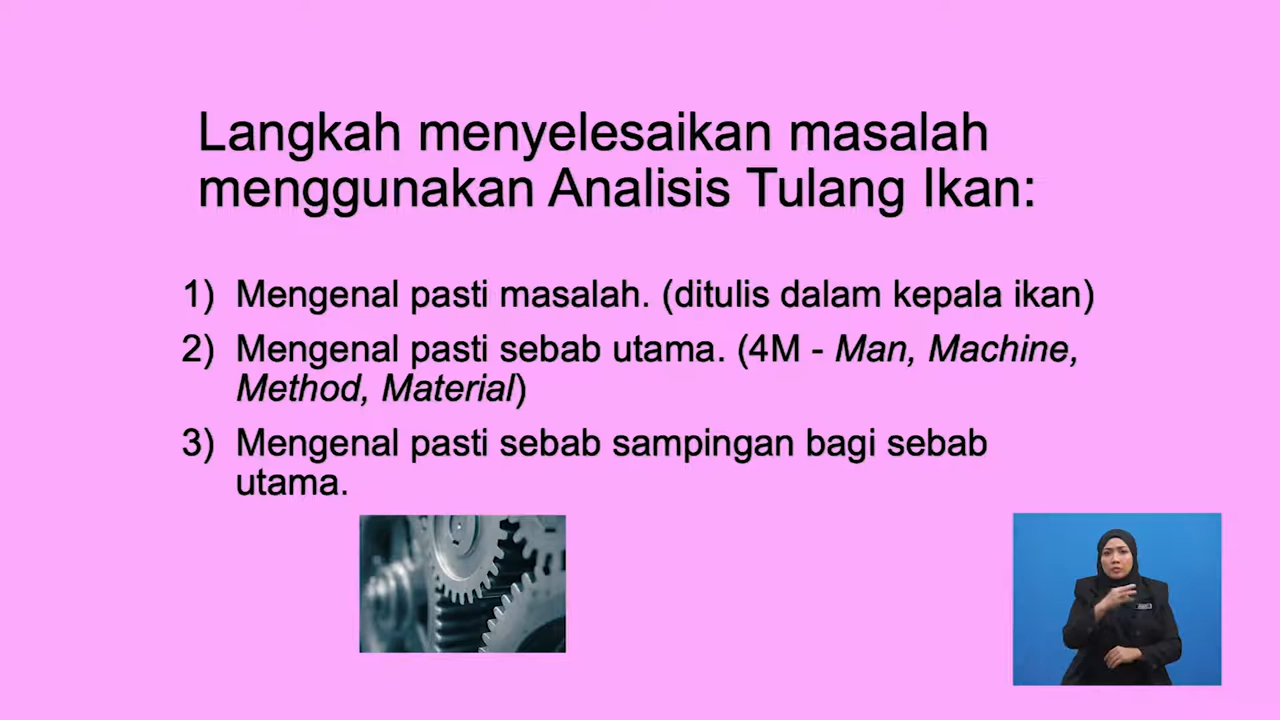 Langkah menyelesaikan masalah
menggunakan Analisis Tulang Ikan:
1) Mengenal pasti masalah. (ditulis dalam kepala ikan)
2) Mengenal pasti sebab utama. (4M - Man, Machine,
Method, Material)
3) Mengenal pasti sebab sampingan bagi sebab
utama.